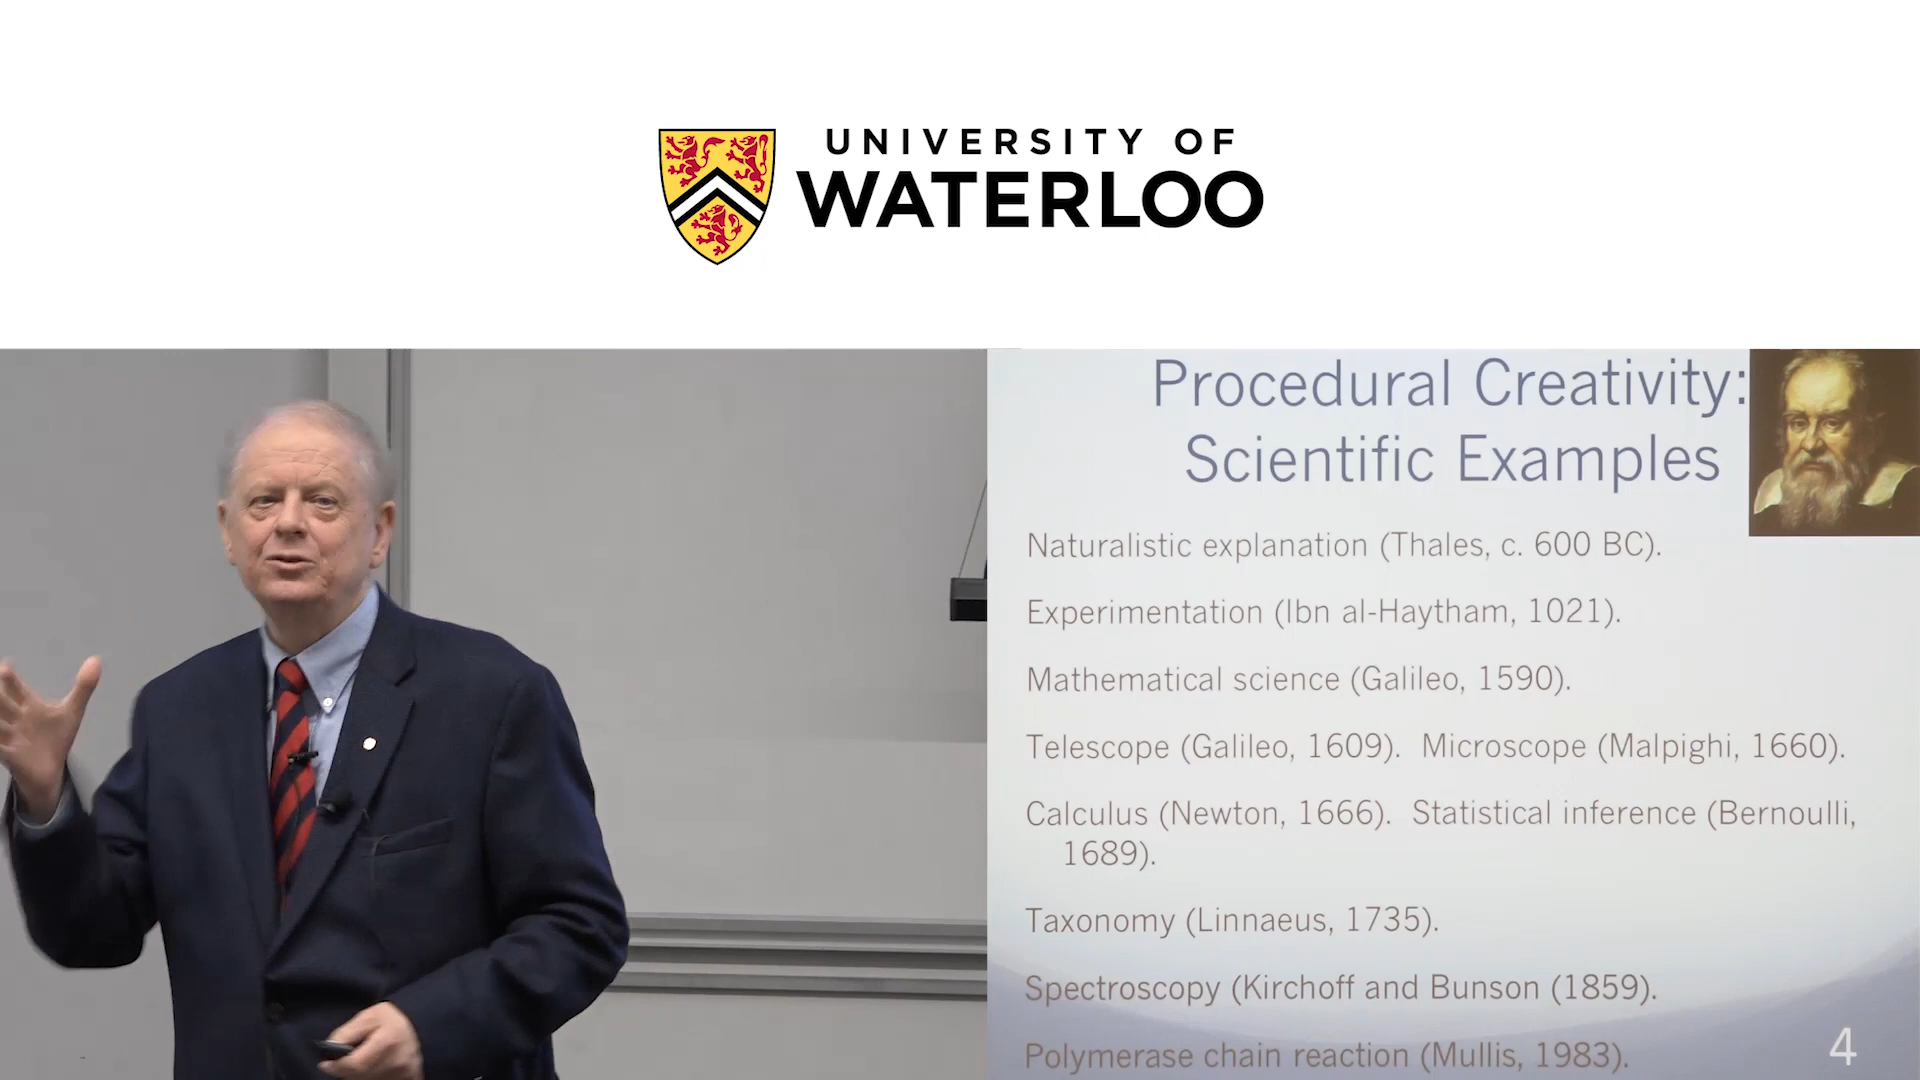 UNIVERSITY OF
WATERLOO
Procedural Creativity:
Scientific Examples
Naturalistic explanation (Thales, c. 600 BC).
Experimentation (Ibn al-Haytham, 1021).
Mathematical science (Galileo, 1590).
Telescope (Galileo, 1609). Microscope (Malpighi, 1660).
Calculus (Newton, 1666). Statistical inference (Bernoulli,
1689).
Taxonomy (Linnaeus, 1735).
Spectroscopy (Kirchoff and Bunson (1859).
Polymerase chain reaction (Mullis, 1983).
4